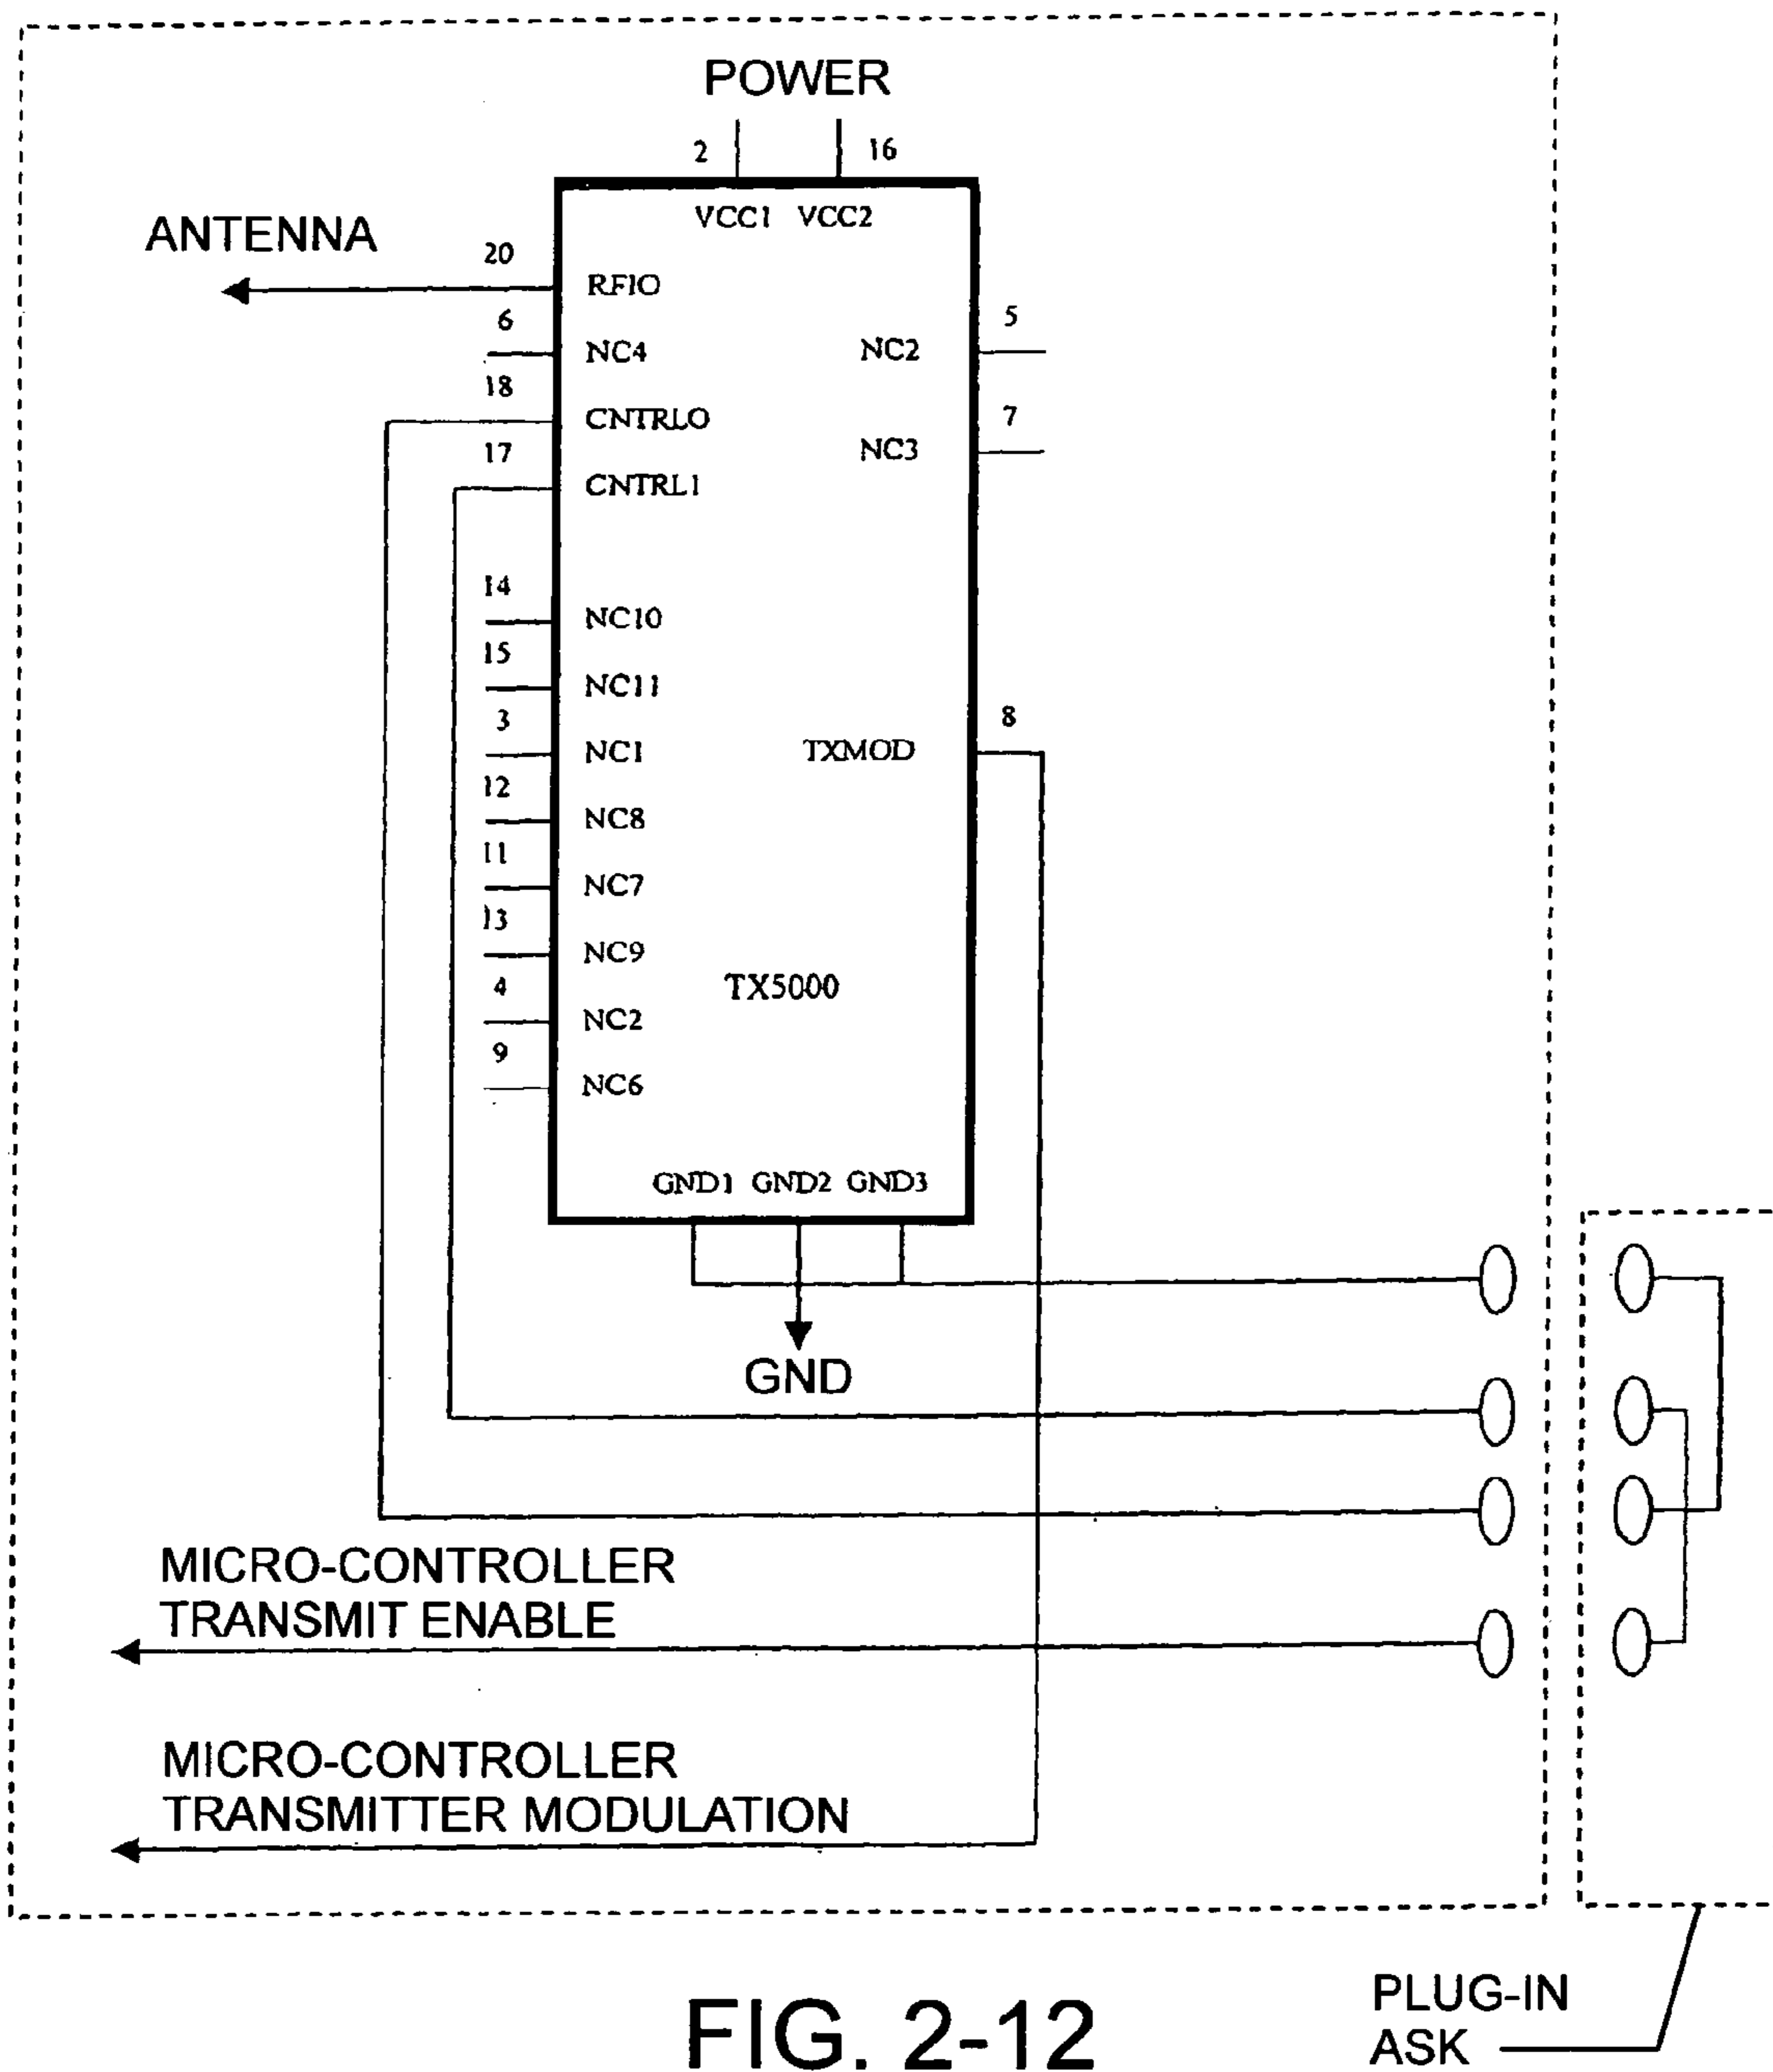 POWER
2 16
VCC1 VCC2
ANTENNA
20
RFIO
6
NC4
5
NC2
18
CNTRLO
7
NC3
17
CNTRL1
14
NC10
15
NC11
3
NC1
8
TXMOD
12
NC8
11
NC7
13
NC9
4
NC2
TX5000
9
NC6
GND1 GND2 GND3
GND
MICRO-CONTROLLER
TRANSMIT ENABLE
MICRO-CONTROLLER
TRANSMITTER MODULATION
PLUG-IN
ASK
FIG. 2-12